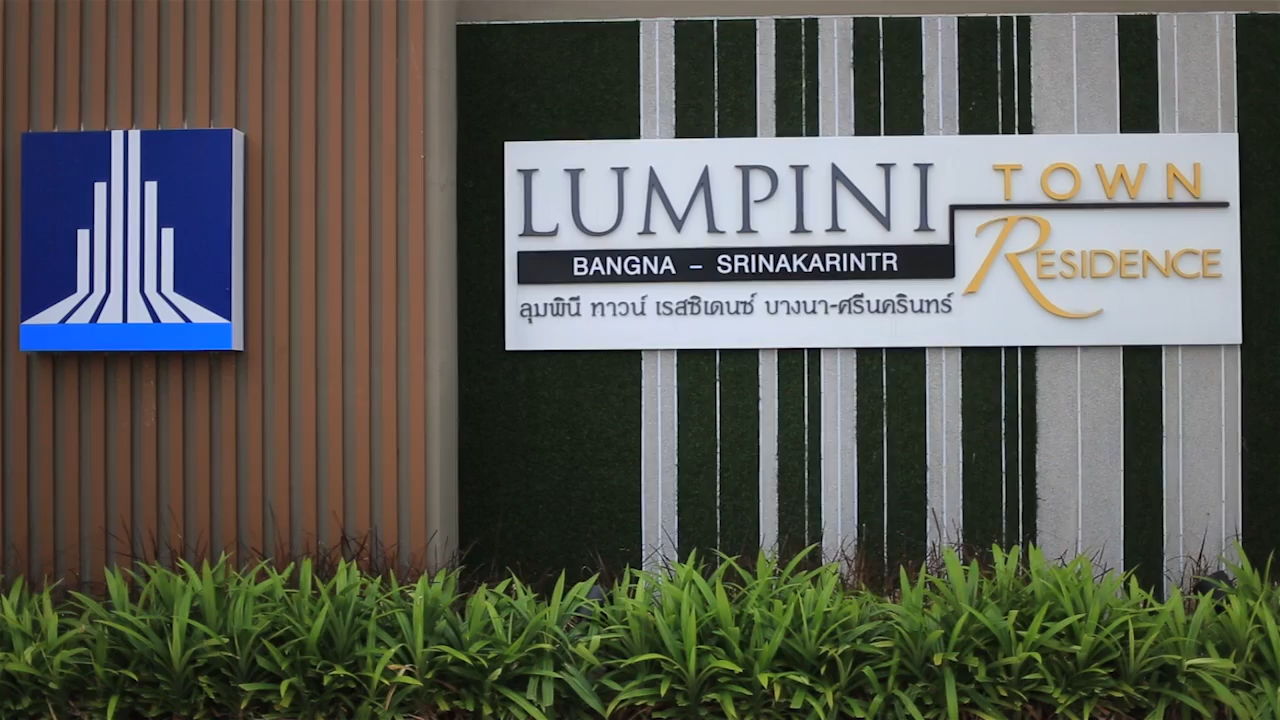 LUMPINI TOWN
RESIDENCE
BANGNA – SRINAKARINTR
ลุมพินี ทาวน์ เรสซิเดนซ์ บางนา-ศรีนครินทร์